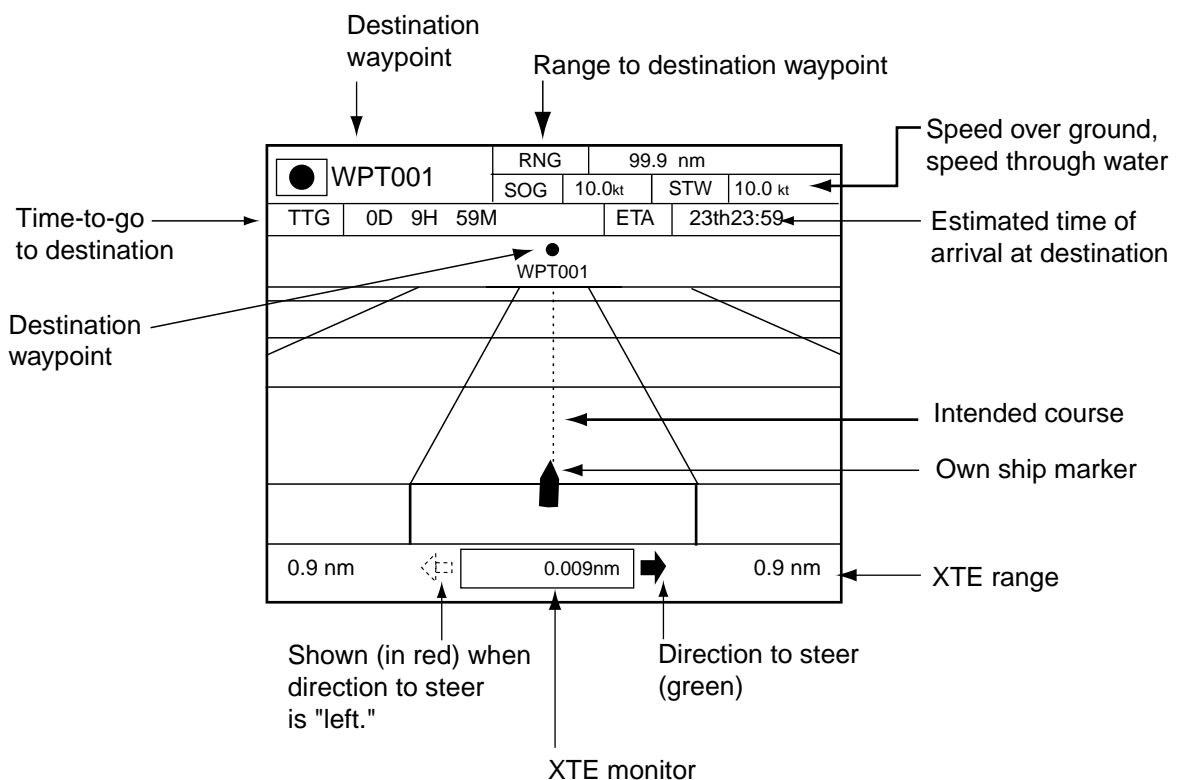 Destination
waypoint
Range to destination waypoint
Speed over ground,
speed through water
WPT001
RNG 99.9 nm
SOG 10.0kt STW 10.0 kt
Time-to-go
to destination
TTG 0D 9H 59M ETA 23th23:59
Estimated time of
arrival at destination
WPT001
Destination
waypoint
Intended course
Own ship marker
0.9 nm 0.009nm 0.9 nm
XTE range
Shown (in red) when
direction to steer
is "left."
Direction to steer
(green)
XTE monitor